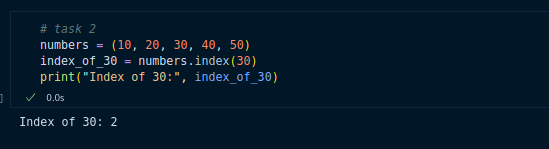 # task 2
numbers = (10, 20, 30, 40, 50)
index_of_30 = numbers.index(30)
print("Index of 30:", index_of_30)
]
✓ 0.0s
Index of 30: 2